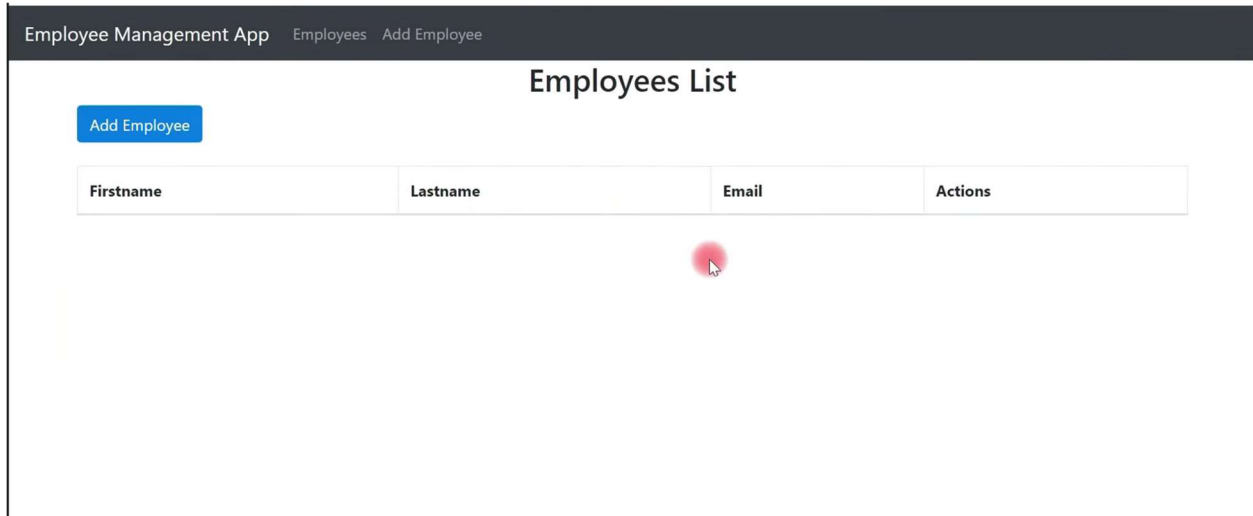 Employee Management App Employees Add Employee
Employees List
Add Employee
Firstname Lastname Email Actions